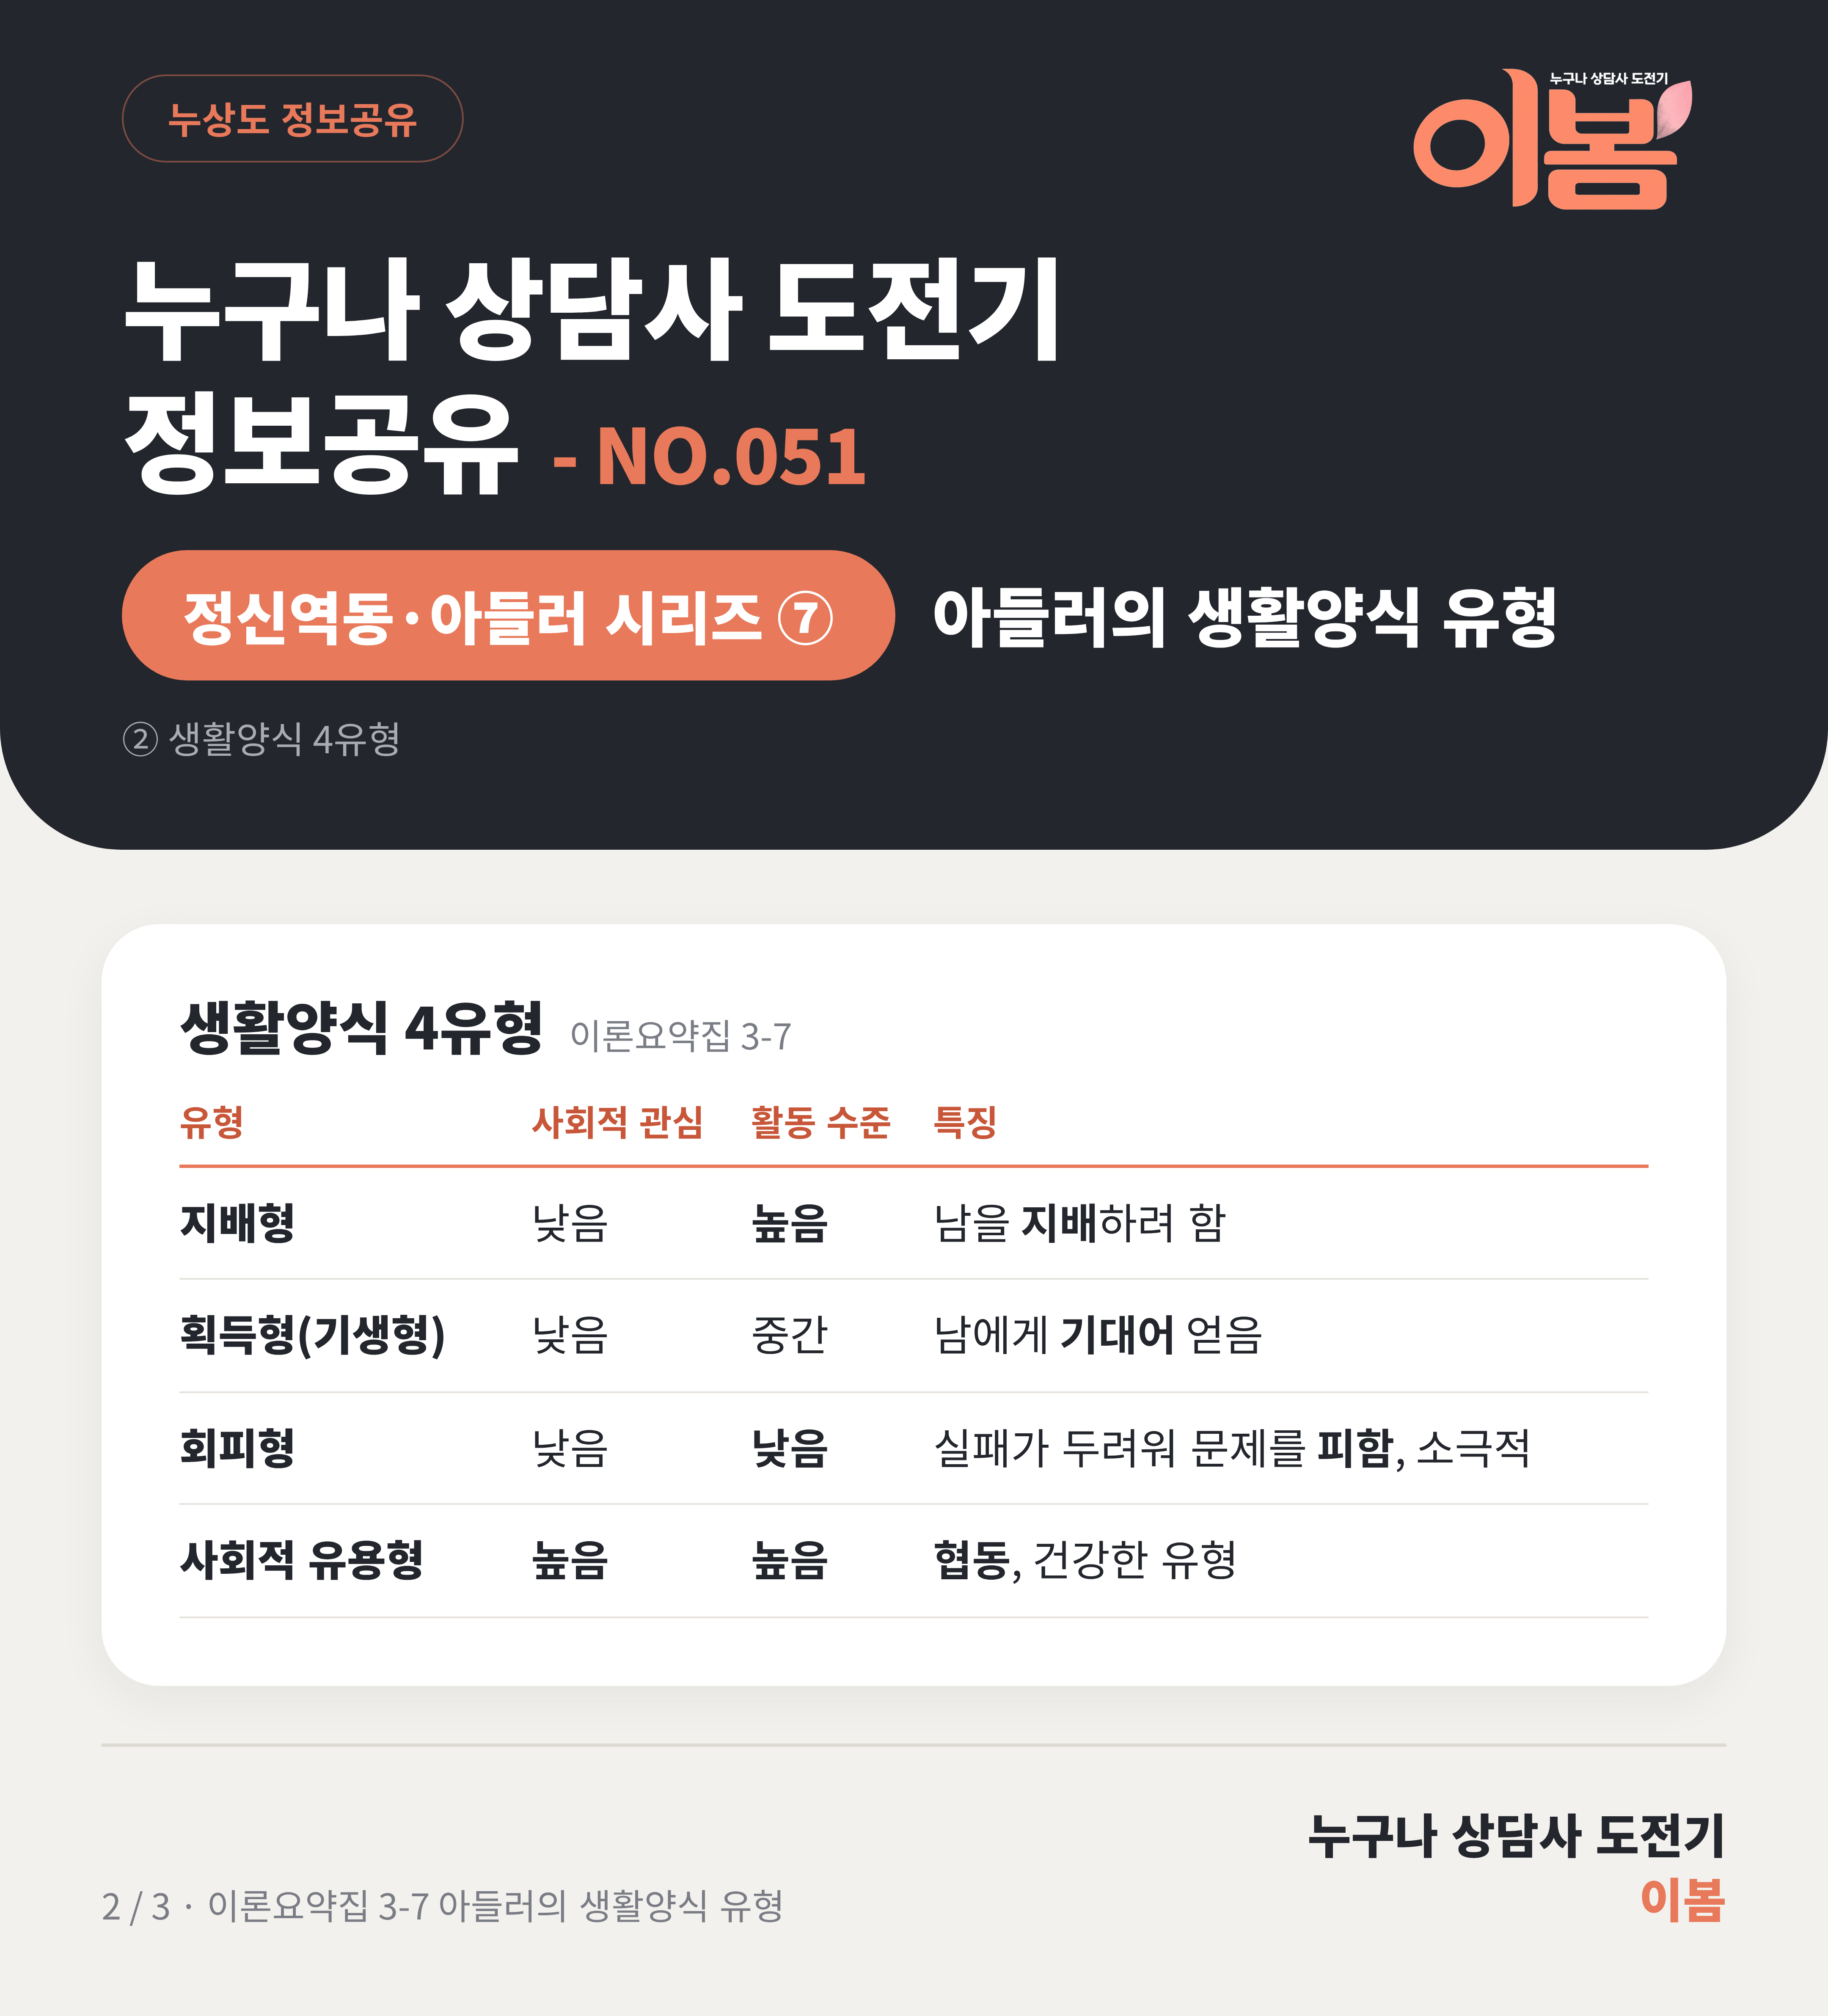 누상도 정보공유
누구나 상담사 도전기
이봄
누구나 상담사 도전기
정보공유 - NO.051
정신역동·아들러 시리즈 ⑦ 아들러의 생활양식 유형
② 생활양식 4유형
생활양식 4유형 이론요약집 3-7
유형 사회적 관심 활동 수준 특징
지배형 낮음 높음 남을 지배하려 함
획득형(기생형) 낮음 중간 남에게 기대어 얻음
회피형 낮음 낮음 실패가 두려워 문제를 피함, 소극적
사회적 유용형 높음 높음 협동, 건강한 유형
누구나 상담사 도전기
2 / 3 · 이론요약집 3-7 아들러의 생활양식 유형
이봄